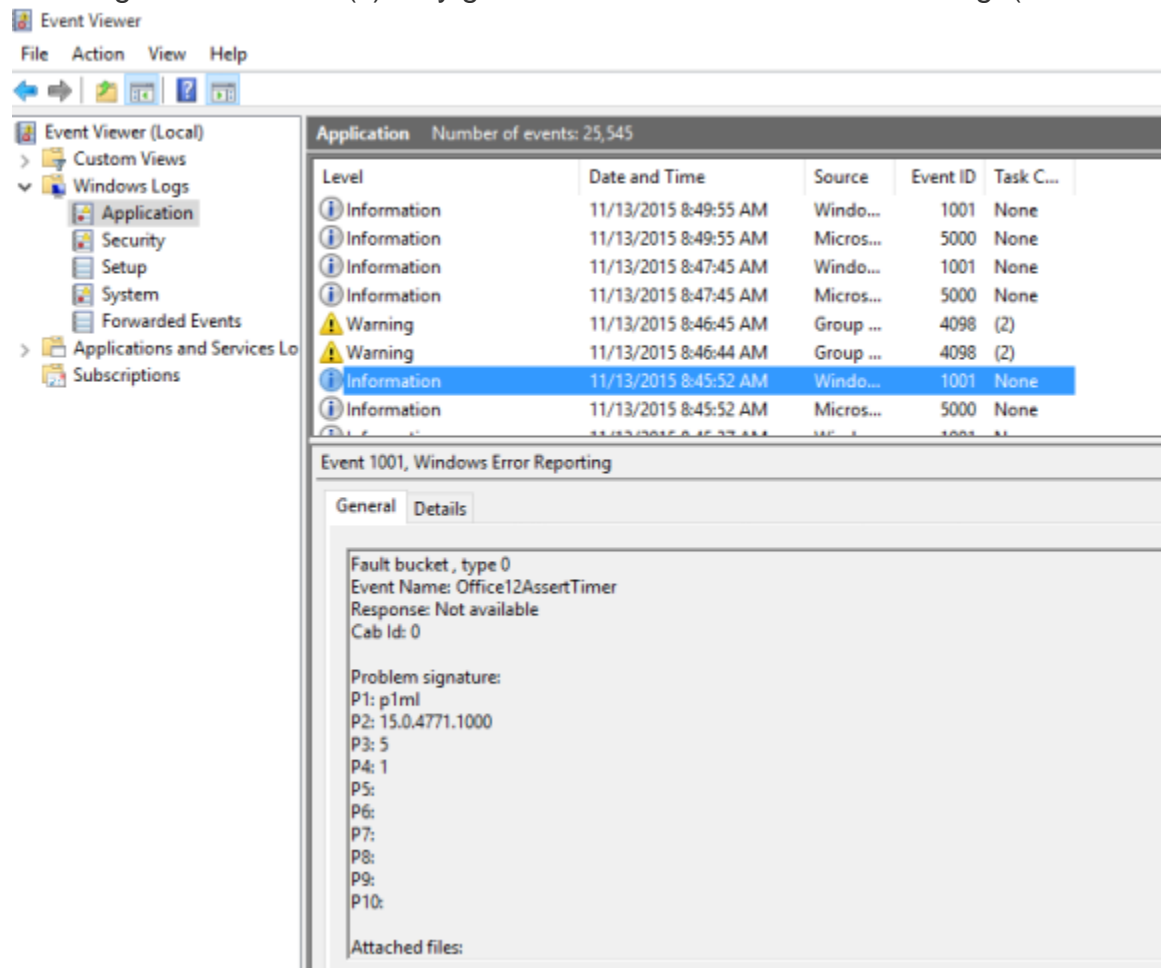 Event Viewer
File Action View Help
Event Viewer (Local)
Custom Views
Windows Logs
Application
Security
Setup
System
Forwarded Events
Applications and Services Lo
Subscriptions
Application Number of events: 25,545
Level Date and Time Source Event ID Task C...
Information 11/13/2015 8:49:55 AM Windo... 1001 None
Information 11/13/2015 8:49:55 AM Micros... 5000 None
Information 11/13/2015 8:47:45 AM Windo... 1001 None
Information 11/13/2015 8:47:45 AM Micros... 5000 None
Warning 11/13/2015 8:46:45 AM Group ... 4098 (2)
Warning 11/13/2015 8:46:44 AM Group ... 4098 (2)
Information 11/13/2015 8:45:52 AM Windo... 1001 None
Information 11/13/2015 8:45:52 AM Micros... 5000 None
Event 1001, Windows Error Reporting
General Details
Fault bucket , type 0
Event Name: Office12AssertTimer
Response: Not available
Cab Id: 0
Problem signature:
P1: p1ml
P2: 15.0.4771.1000
P3: 5
P4: 1
P5:
P6:
P7:
P8:
P9:
P10:
Attached files: